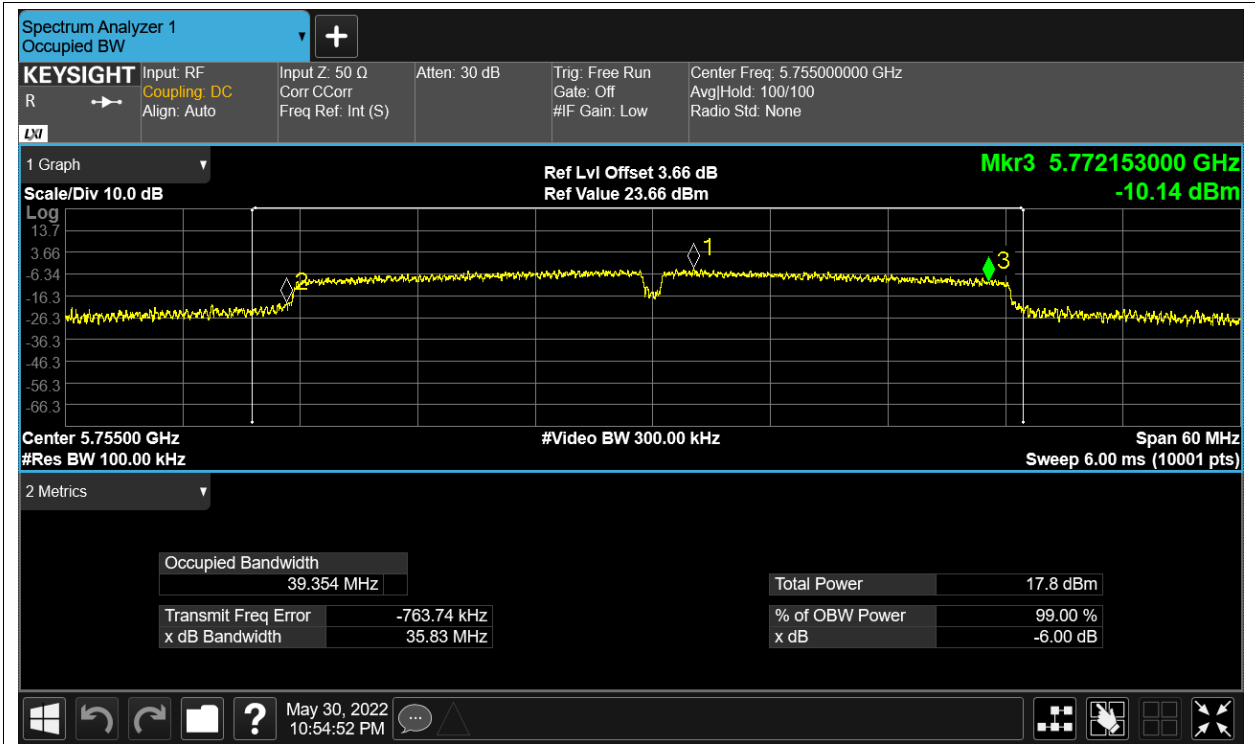 Spectrum Analyzer 1
Occupied BW
KEYSIGHT
R
LXI
Input: RF
Coupling: DC
Align: Auto
Input Z: 50 Ω
Corr CCorr
Freq Ref: Int (S)
Atten: 30 dB
Trig: Free Run
Gate: Off
#IF Gain: Low
Center Freq: 5.755000000 GHz
Avg|Hold: 100/100
Radio Std: None
1 Graph
Scale/Div 10.0 dB
Ref Lvl Offset 3.66 dB
Ref Value 23.66 dBm
Mkr3 5.772153000 GHz
-10.14 dBm
Log
13.7
3.66
-6.34
-16.3
-26.3
-36.3
-46.3
-56.3
-66.3
2
1
3
Center 5.75500 GHz
#Video BW 300.00 kHz
Span 60 MHz
#Res BW 100.00 kHz
Sweep 6.00 ms (10001 pts)
2 Metrics
Occupied Bandwidth
39.354 MHz
Transmit Freq Error -763.74 kHz
x dB Bandwidth 35.83 MHz
Total Power 17.8 dBm
% of OBW Power 99.00 %
x dB -6.00 dB
?
May 30, 2022
10:54:52 PM